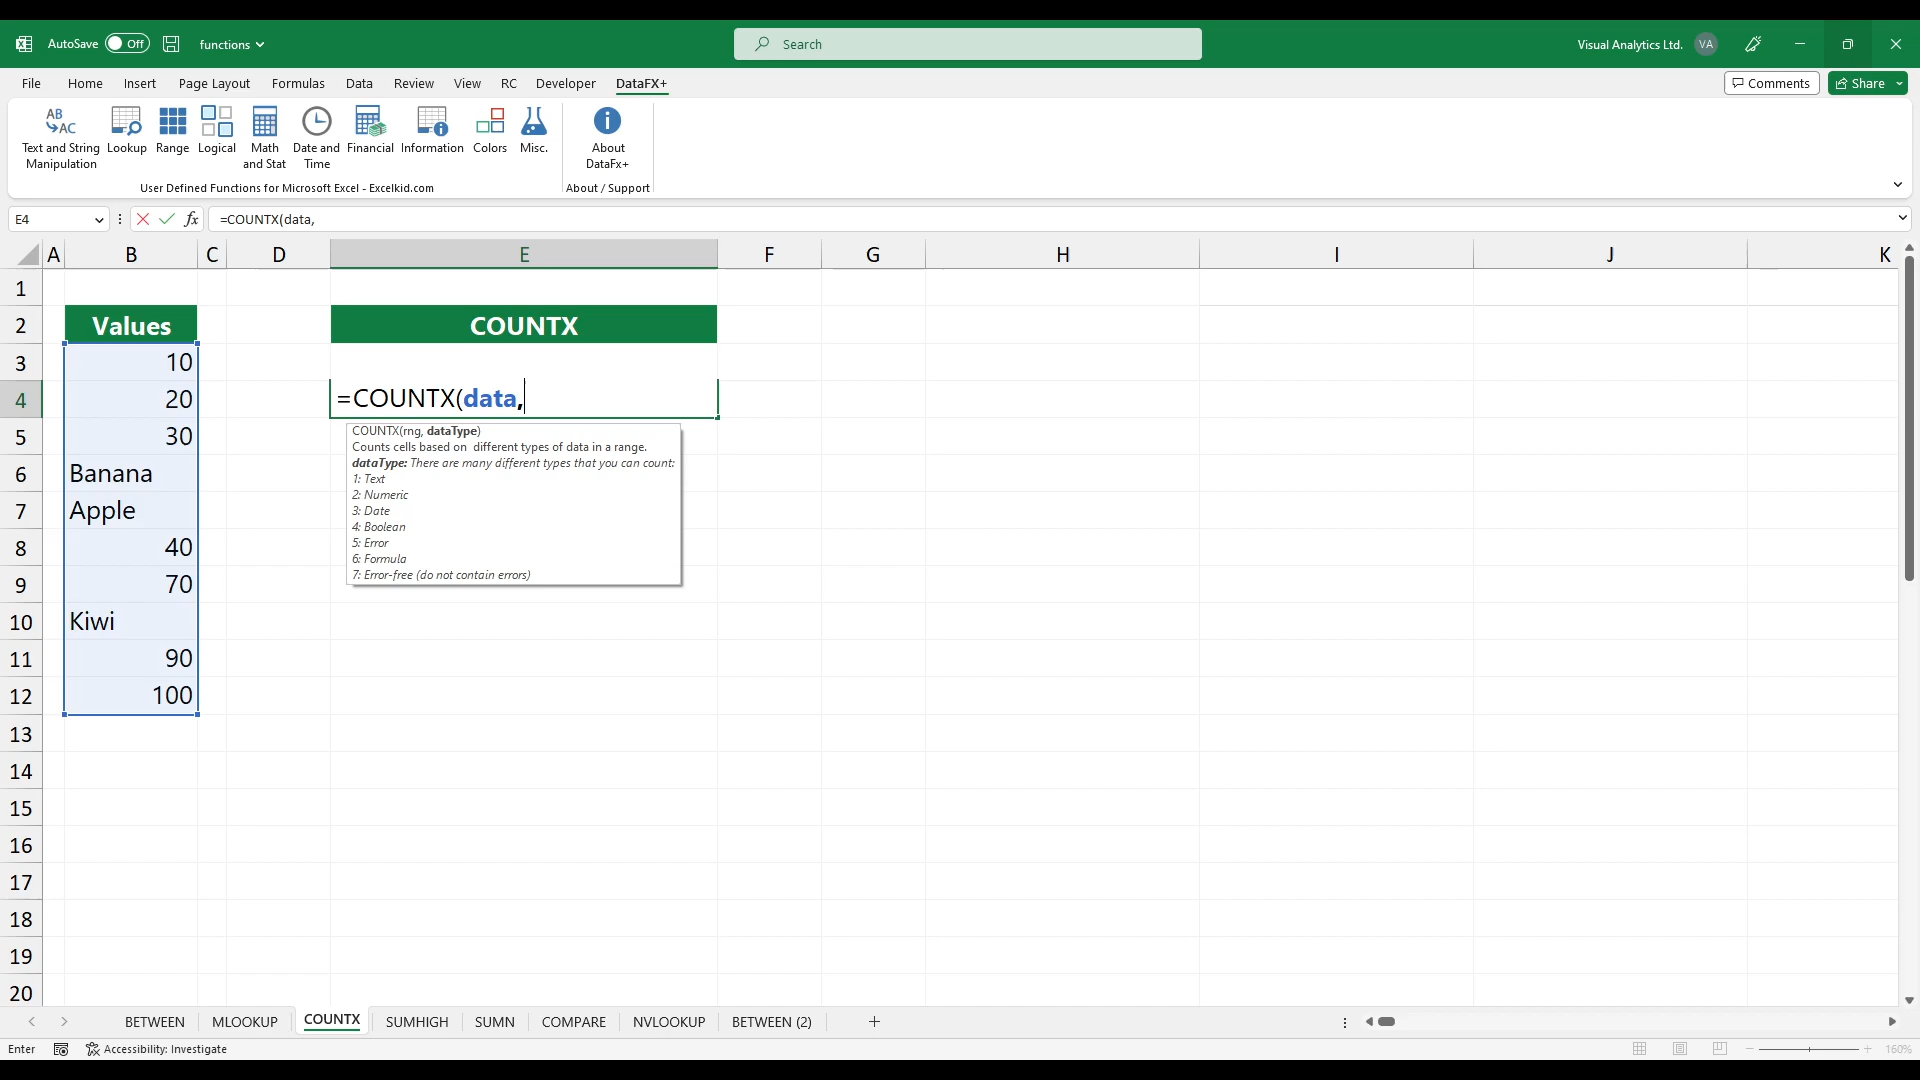 AutoSave Off functions Search Visual Analytics Ltd. VA
File Home Insert Page Layout Formulas Data Review View RC Developer DataFX+ Comments Share
AB
AC
Text and String
Manipulation
Lookup
Range
Logical
Math
and Stat
Date and
Time
Financial
Information
Colors
Misc.
About
DataFx+
User Defined Functions for Microsoft Excel - Excelkid.com About / Support
E4 fx =COUNTX(data,
A B C D E F G H I J K
1
2 Values COUNTX
3 10
4 20 =COUNTX(data,
5 30
6 Banana
7 Apple
8 40
9 70
10 Kiwi
11 90
12 100
13
14
15
16
17
18
19
20
COUNTX(rng, dataType)
Counts cells based on different types of data in a range.
dataType: There are many different types that you can count:
1: Text
2: Numeric
3: Date
4: Boolean
5: Error
6: Formula
7: Error-free (do not contain errors)
BETWEEN MLOOKUP COUNTX SUMHIGH SUMN COMPARE NVLOOKUP BETWEEN (2)
Enter Accessibility: Investigate 160%